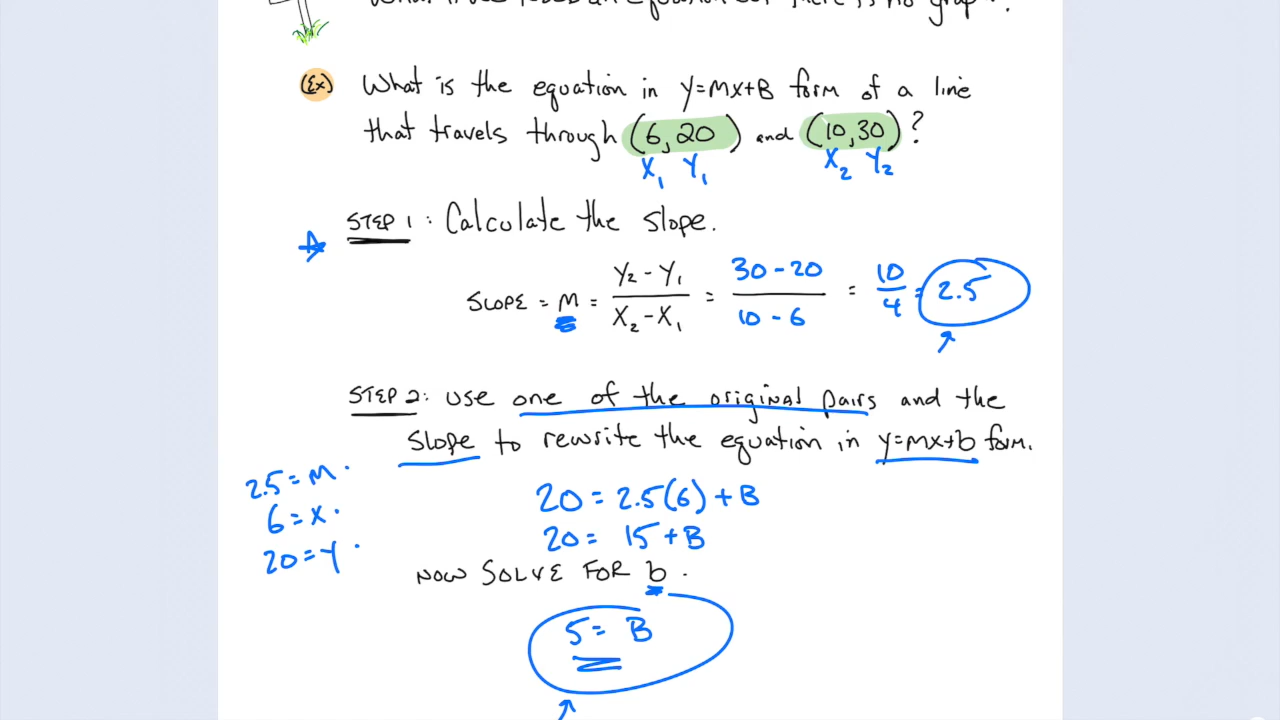 (Ex) What is the equation in y=mx+B form of a line
that travels through (6,20) and (10,30)?
X1 Y1 X2 Y2
STEP 1: Calculate the slope.
SLOPE = M = Y2-Y1 / X2-X1 = 30-20 / 10-6 = 10/4 = 2.5
STEP 2: Use one of the original pairs and the
slope to rewrite the equation in y=mx+b form.
2.5=M.
6=X.
20=Y.
20=2.5(6)+B
20= 15+B
NOW SOLVE FOR b.
5= B